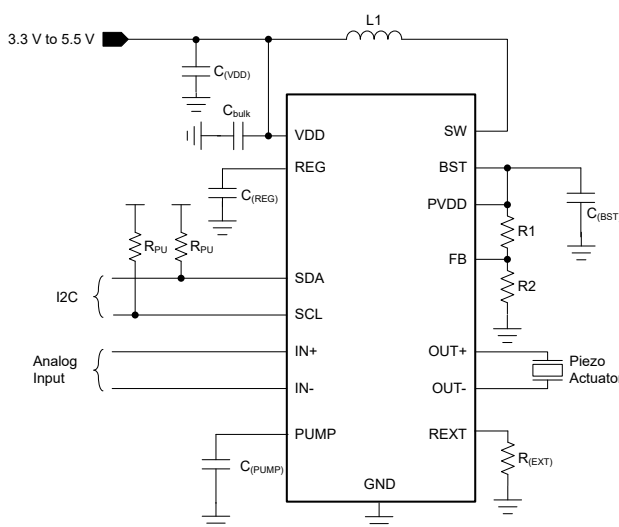 L1
3.3 V to 5.5 V
C(VDD)
Cbulk
VDD
SW
REG
BST
C(REG)
PVDD
C(BST
R1
RPU
RPU
FB
SDA
R2
I2C
SCL
Analog
Input
IN+
OUT+
Piezo
Actuator
IN-
OUT-
PUMP
REXT
C(PUMP)
R(EXT)
GND